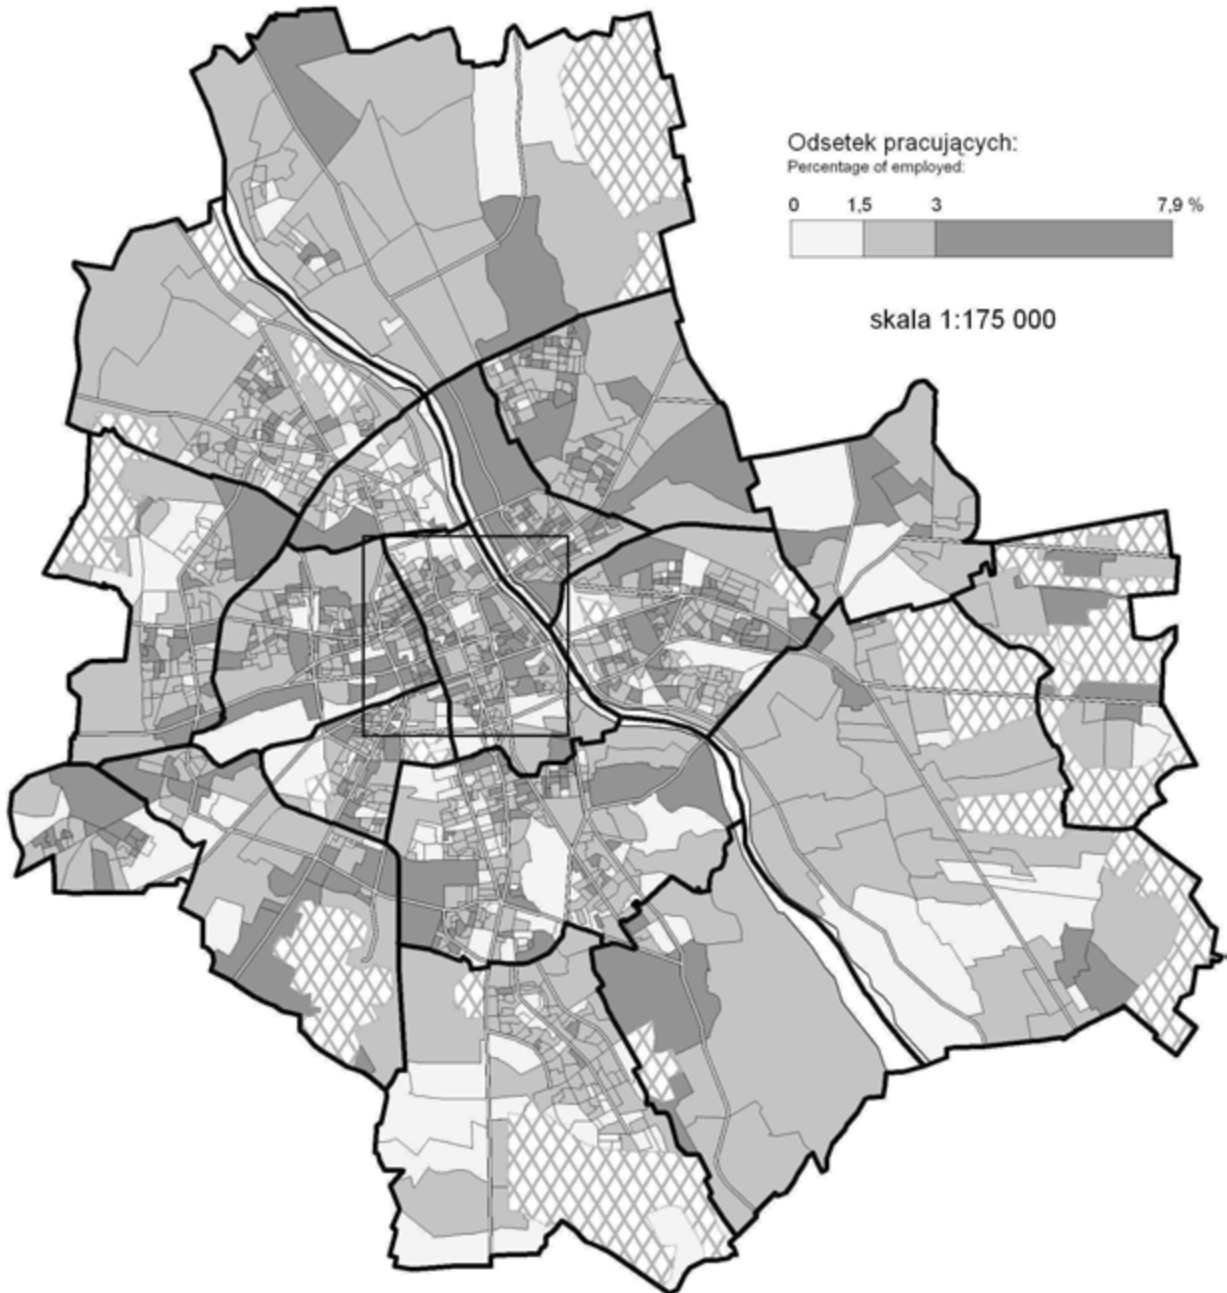 Odsetek pracujących:
Percentage of employed:
0 1,5 3 7,9 %
skala 1:175 000